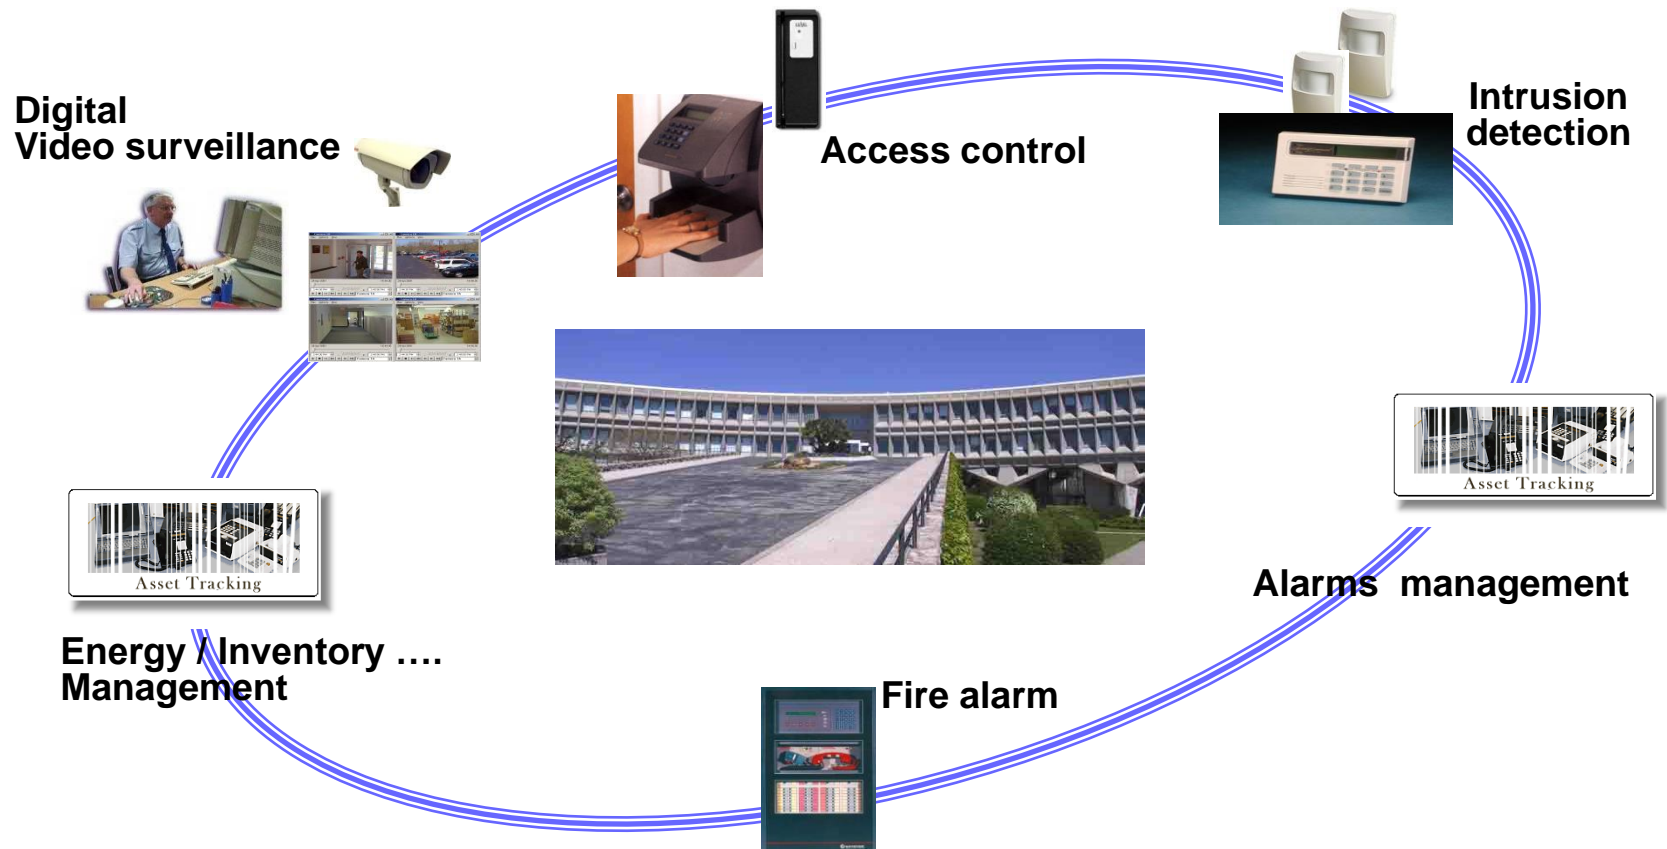 Digital
Video surveillance
Access control
Intrusion
detection
Asset Tracking
Asset Tracking
Alarms  management
Energy / Inventory ….
Management
Fire alarm